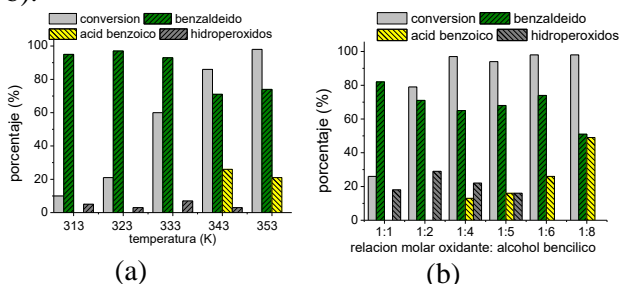 conversion benzaldeido
acid benzoico hidroperoxidos
porcentaje (%)
100
80
60
40
20
0
313 323 333 343 353
temperatura (K)
(a)
conversion benzaldeido
acid benzoico hidroperoxidos
porcentaje (%)
100
80
60
40
20
0
1:1 1:2 1:4 1:5 1:6 1:8
relacion molar oxidante: alcohol bencilico
(b)